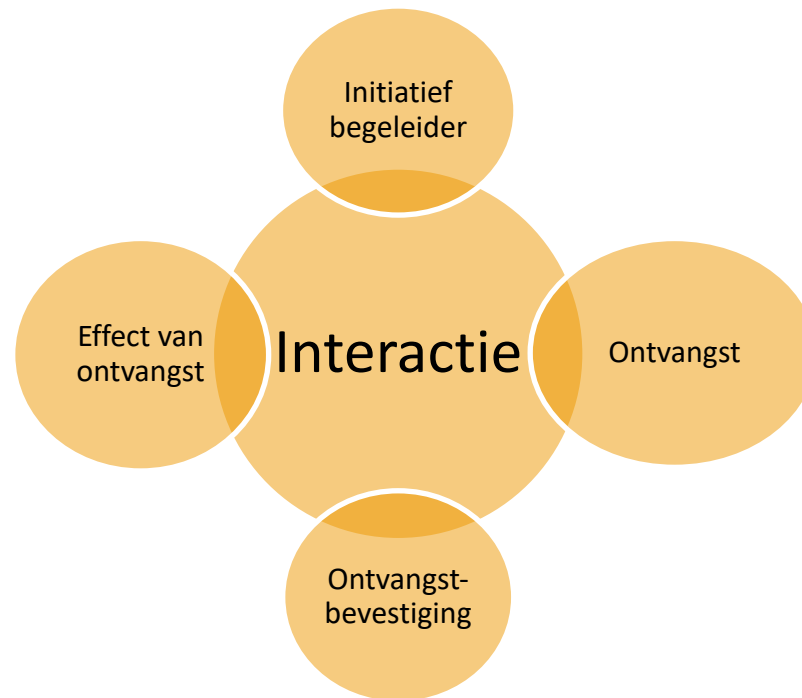 Initiatief
begeleider
Effect van
ontvangst
Interactie
Ontvangst
Ontvangst-
bevestiging